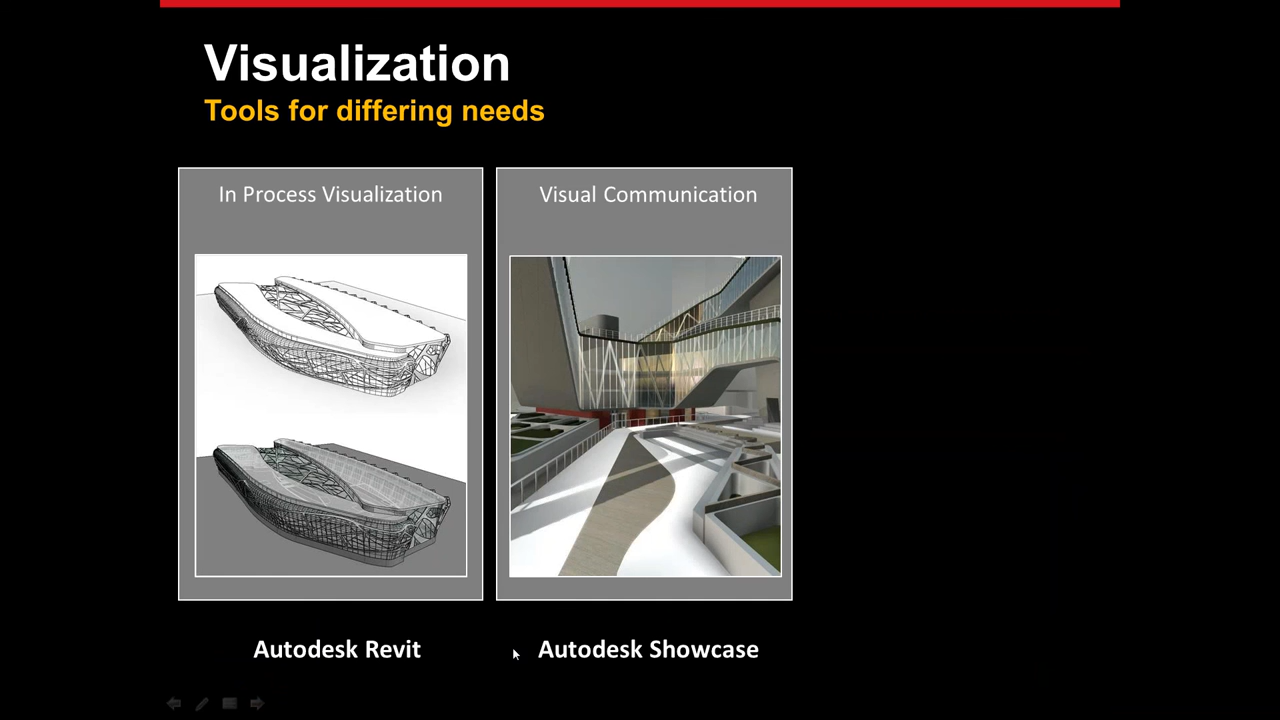 Visualization
Tools for differing needs
In Process Visualization
Visual Communication
Autodesk Revit
Autodesk Showcase